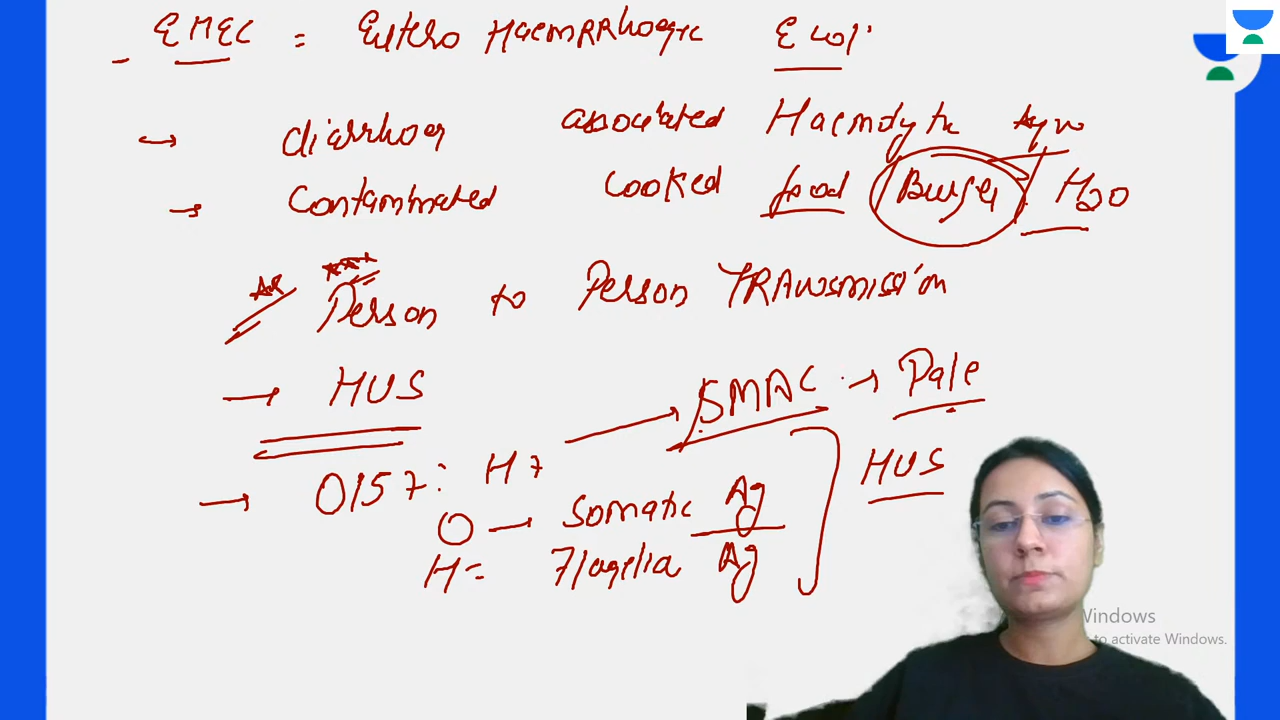 EHEC = Entero HaemRRhagic E coli
→ diarrhoea associated Haemolytic
→ contaminated cooked food (Burger) / H2O
*** Person to Person TRANSMISSION
→ HUS
SMAC → Pale
→ O157: H7
HUS
O → Somatic Ag
H = Flagella Ag
Windows
to activate Windows.